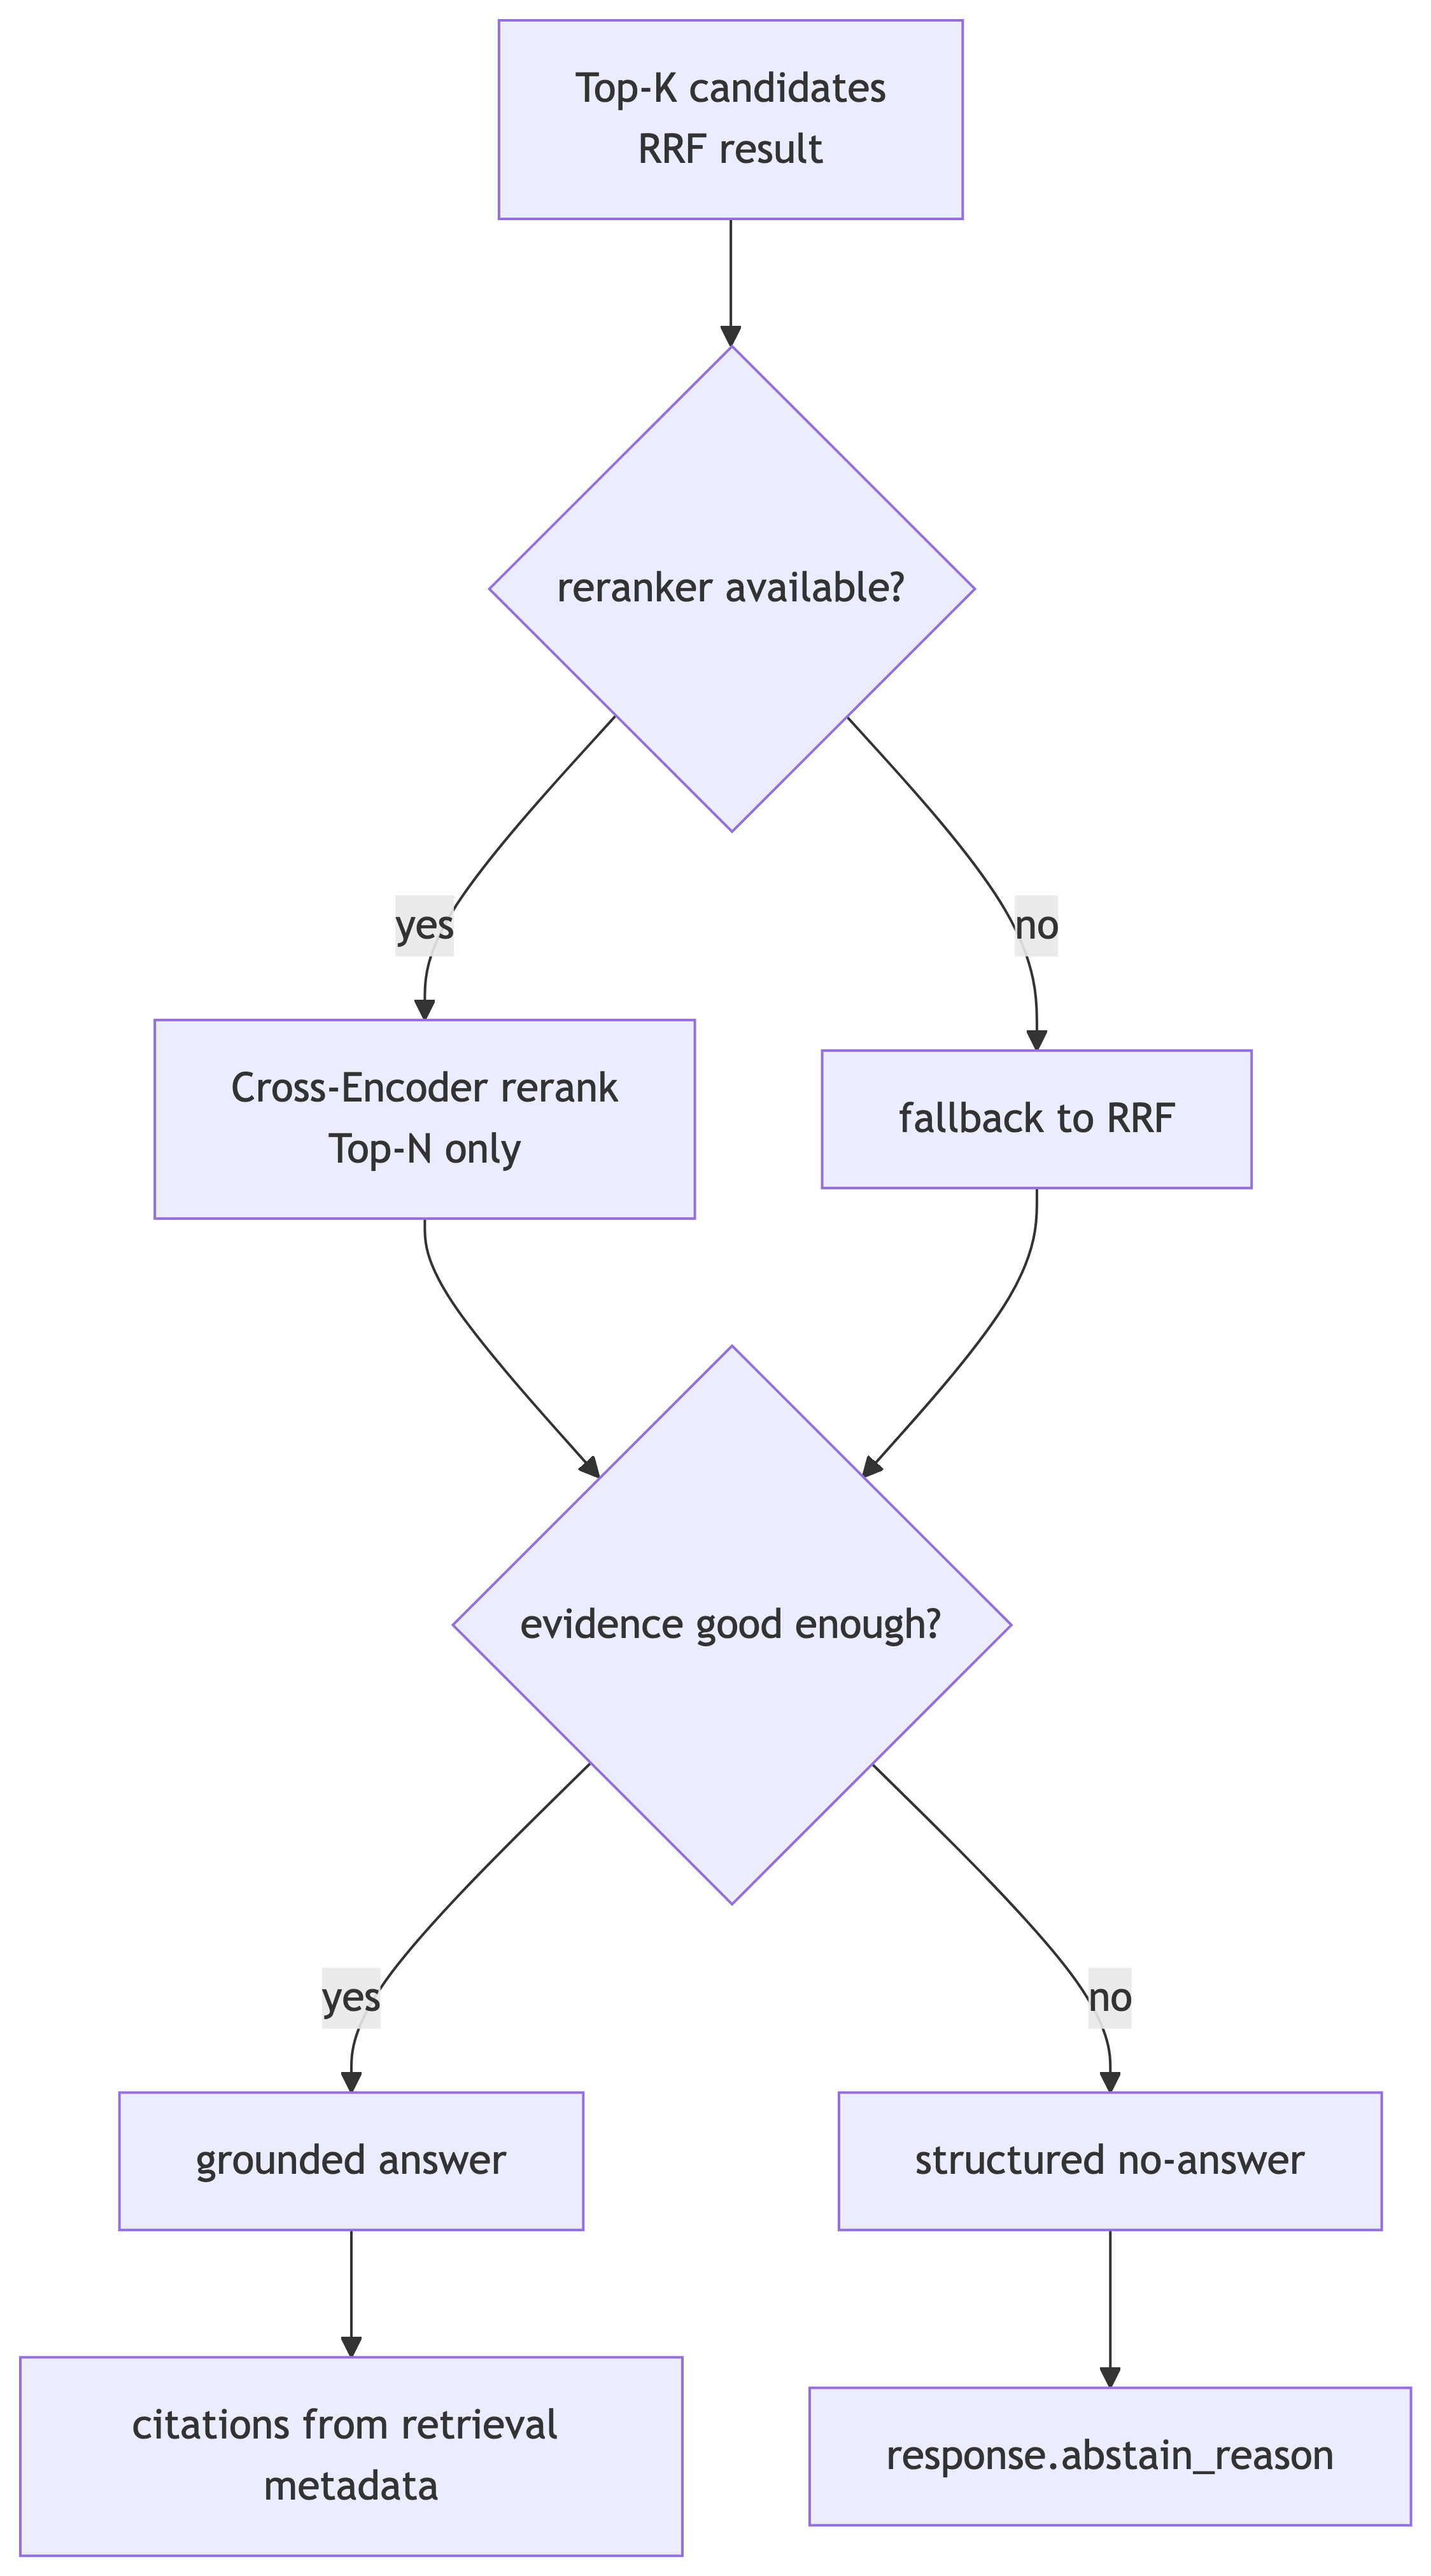 Top-K candidates
RRF result
reranker available?
yes
no
Cross-Encoder rerank
Top-N only
fallback to RRF
evidence good enough?
yes
no
grounded answer
structured no-answer
citations from retrieval
metadata
response.abstain_reason